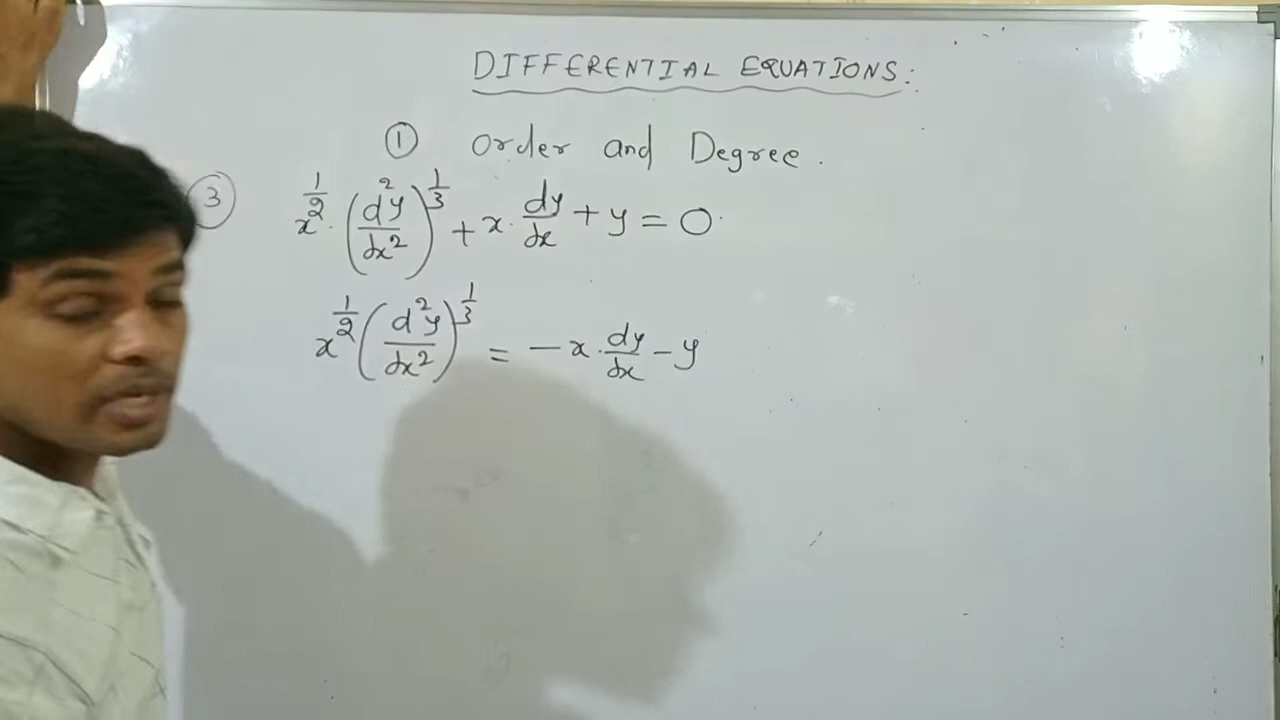 DIFFERENTIAL EQUATIONS:
① Order and Degree.
③ x^{1/2} · (d²y/dx²)^{1/3} + x · dy/dx + y = 0
x^{1/2} (d²y/dx²)^{1/3} = -x · dy/dx - y